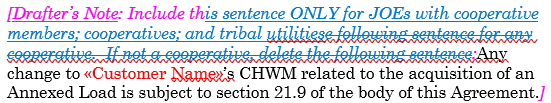 [Drafter's Note: Include this sentence ONLY for JOEs with cooperative
members; cooperatives; and tribal utilitiese following sentence for any
cooperative.  If not a cooperative, delete the following sentence:Any
change to «Customer Name»'s CHWM related to the acquisition of an
Annexed Load is subject to section 21.9 of the body of this Agreement.]